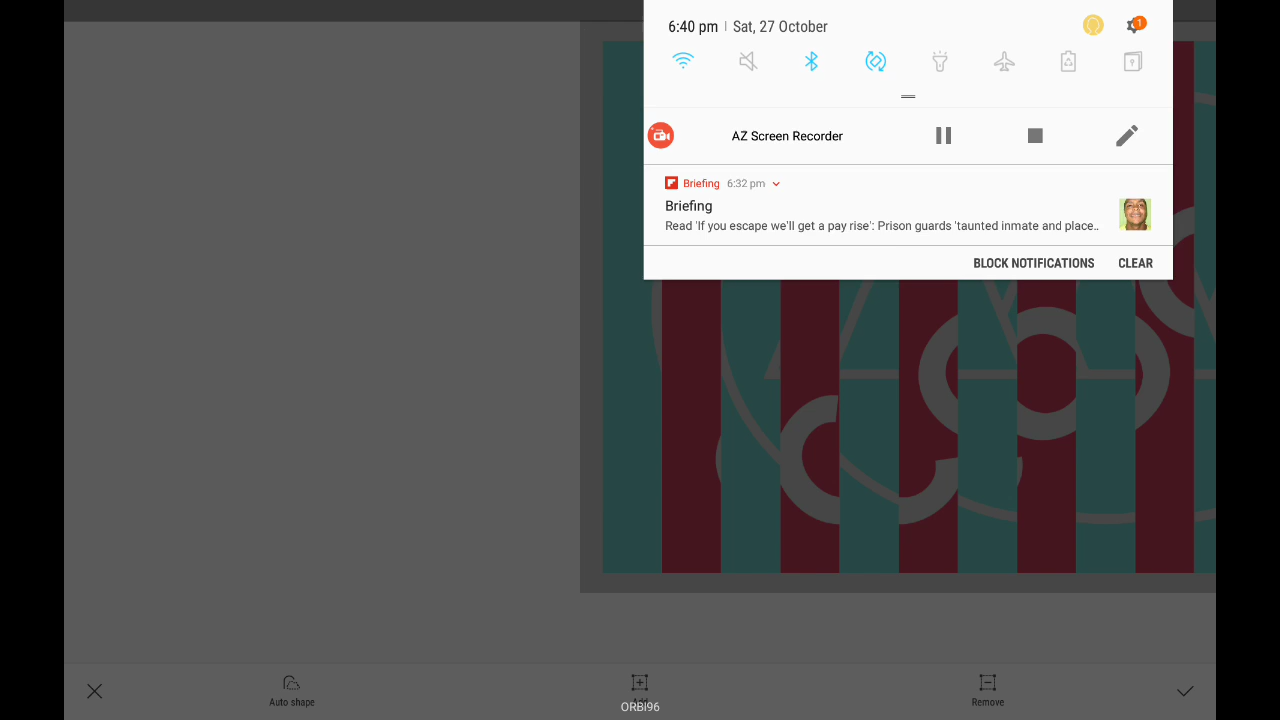 6:40 pm | Sat, 27 October
1
AZ Screen Recorder
Briefing 6:32 pm
Briefing
Read 'If you escape we'll get a pay rise': Prison guards 'taunted inmate and place..
BLOCK NOTIFICATIONS CLEAR
Auto shape
Remove
ORBI96